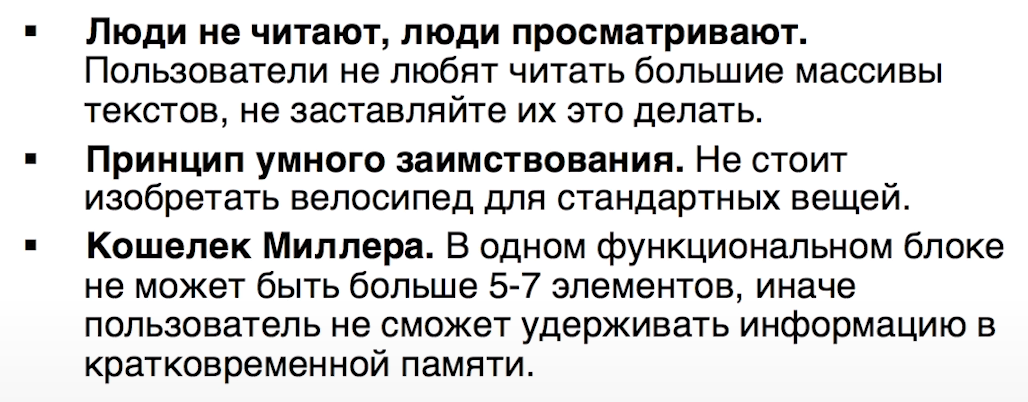 ▪ Люди не читают, люди просматривают.
Пользователи не любят читать большие массивы
текстов, не заставляйте их это делать.
▪ Принцип умного заимствования. Не стоит
изобретать велосипед для стандартных вещей.
▪ Кошелек Миллера. В одном функциональном блоке
не может быть больше 5-7 элементов, иначе
пользователь не сможет удерживать информацию в
кратковременной памяти.